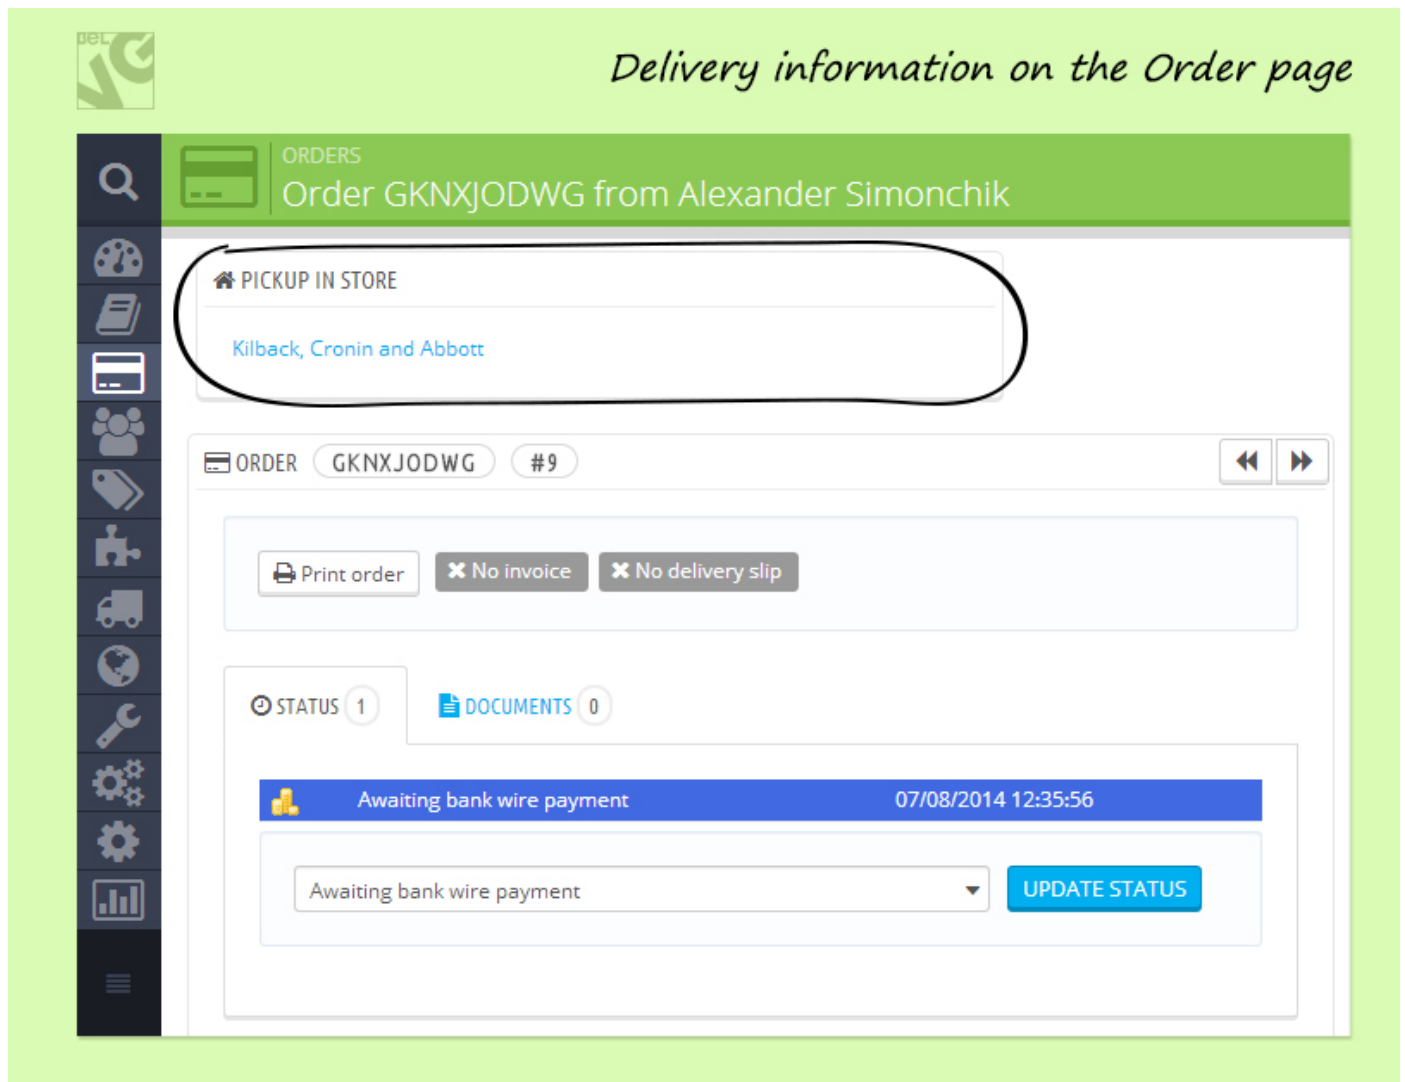 BeL
VG
Delivery information on the Order page
ORDERS
Order GKNXJODWG from Alexander Simonchik
PICKUP IN STORE
Kilback, Cronin and Abbott
ORDER GKNXJODWG #9
Print order No invoice No delivery slip
STATUS 1 DOCUMENTS 0
Awaiting bank wire payment 07/08/2014 12:35:56
Awaiting bank wire payment UPDATE STATUS